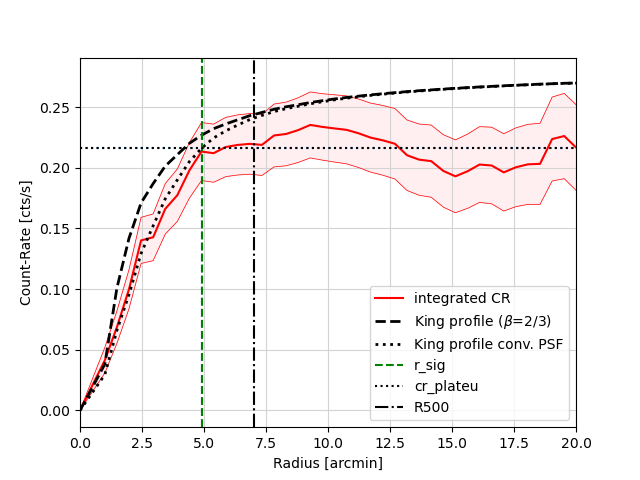 0.25
0.20
0.15
0.10
0.05
0.00
Count-Rate [cts/s]
integrated CR
King profile (β=2/3)
King profile conv. PSF
r_sig
cr_plateu
R500
0.0 2.5 5.0 7.5 10.0 12.5 15.0 17.5 20.0
Radius [arcmin]